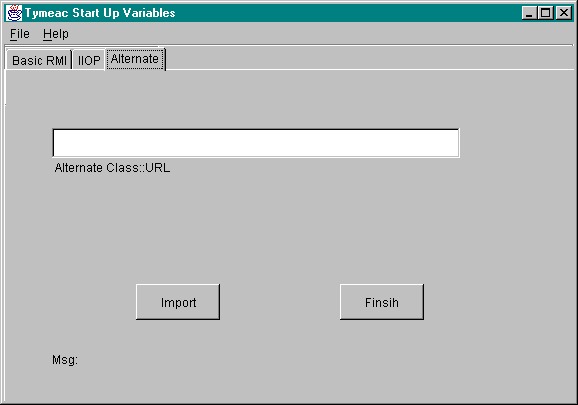 Tymeac Start Up Variables
File Help
Basic RMI IIOP Alternate
Alternate Class::URL
Import Finsih
Msg: